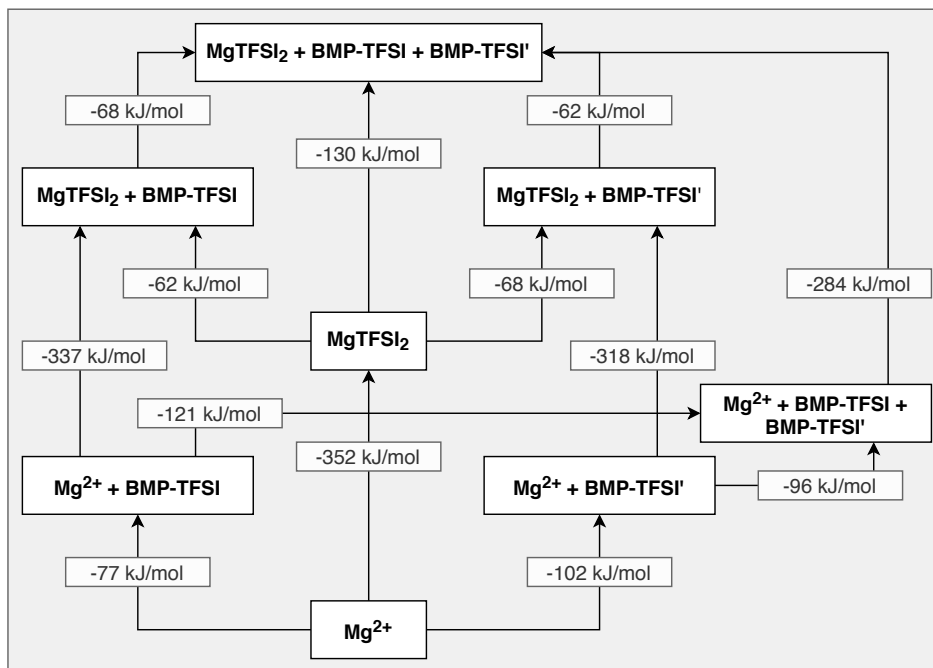 MgTFSI₂ + BMP-TFSI + BMP-TFSI'
-68 kJ/mol
-62 kJ/mol
-130 kJ/mol
MgTFSI₂ + BMP-TFSI
MgTFSI₂ + BMP-TFSI'
-62 kJ/mol
-68 kJ/mol
-284 kJ/mol
MgTFSI₂
-337 kJ/mol
-318 kJ/mol
-121 kJ/mol
Mg²⁺ + BMP-TFSI +
BMP-TFSI'
-352 kJ/mol
Mg²⁺ + BMP-TFSI
Mg²⁺ + BMP-TFSI'
-96 kJ/mol
-77 kJ/mol
-102 kJ/mol
Mg²⁺